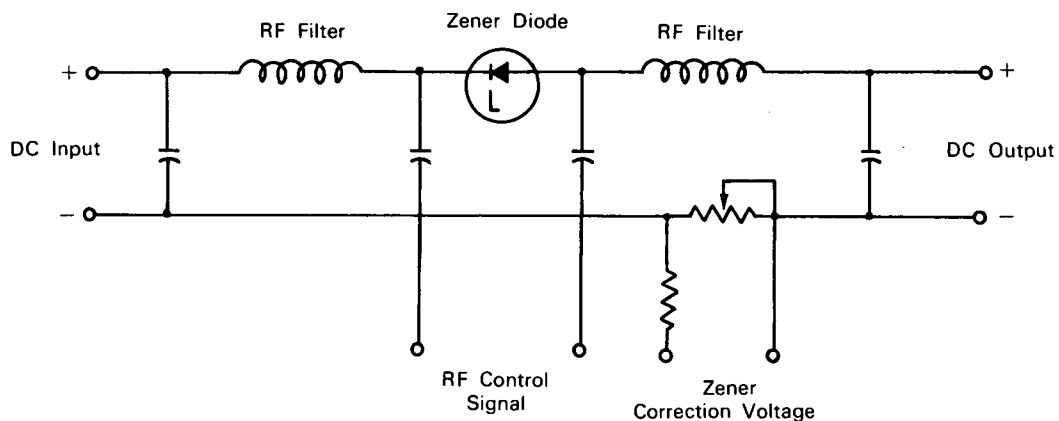 Zener Diode
RF Filter
RF Filter
+
+
DC Input
DC Output
−
−
L
RF Control
Signal
Zener
Correction Voltage